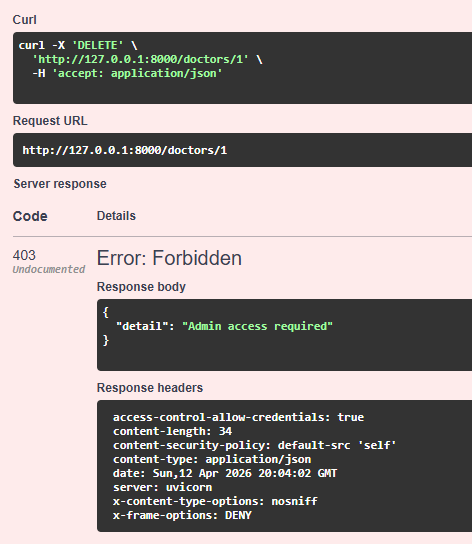 Curl
curl -X 'DELETE' \
  'http://127.0.0.1:8000/doctors/1' \
  -H 'accept: application/json'
Request URL
http://127.0.0.1:8000/doctors/1
Server response
Code Details
403
Undocumented
Error: Forbidden
Response body
{
  "detail": "Admin access required"
}
Response headers
access-control-allow-credentials: true
content-length: 34
content-security-policy: default-src 'self'
content-type: application/json
date: Sun,12 Apr 2026 20:04:02 GMT
server: uvicorn
x-content-type-options: nosniff
x-frame-options: DENY